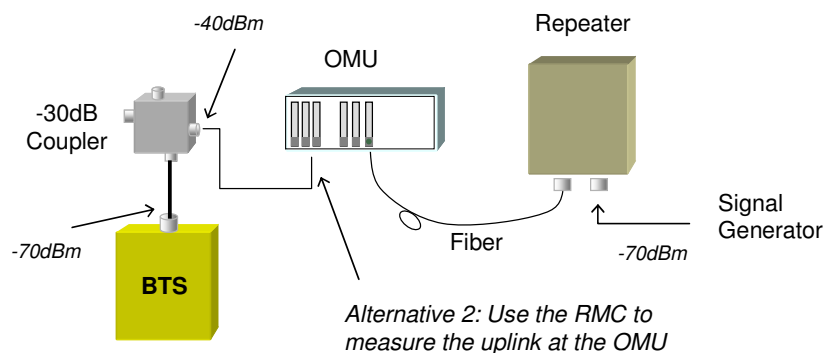 -40dBm
Repeater
OMU
-30dB
Coupler
Signal
Generator
-70dBm
-70dBm
Fiber
BTS
Alternative 2: Use the RMC to
measure the uplink at the OMU